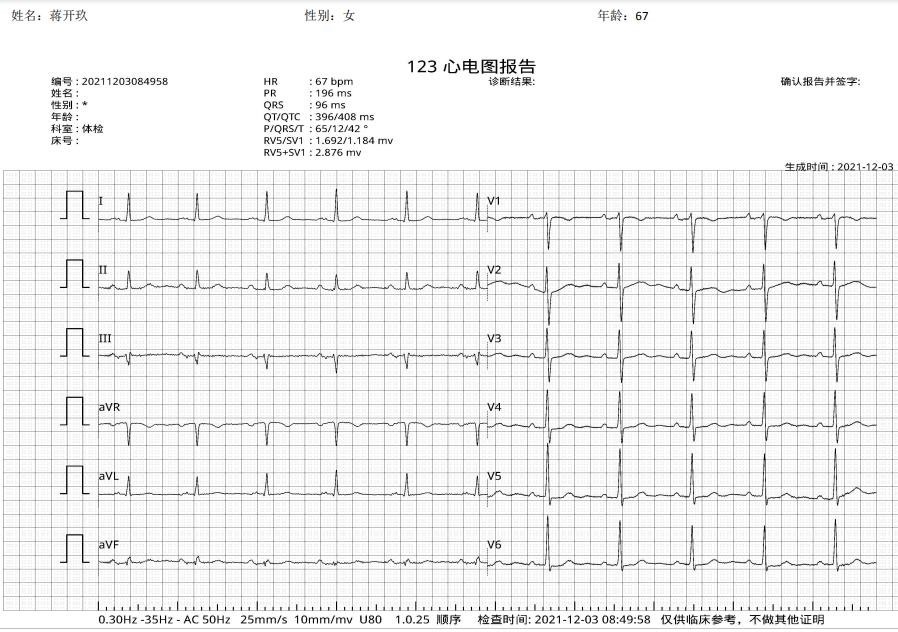 姓名：蒋开玖 性别：女 年龄：67
123 心电图报告
编号 : 20211203084958 HR : 67 bpm 诊断结果: 确认报告并签字:
姓名 : PR : 196 ms
性别 : * QRS : 96 ms
年龄 : QT/QTC : 396/408 ms
科室 : 体检 P/QRS/T : 65/12/42 °
床号 : RV5/SV1 : 1.692/1.184 mv
RV5+SV1 : 2.876 mv
生成时间 : 2021-12-03
I V1
II V2
III V3
aVR V4
aVL V5
aVF V6
0.30Hz -35Hz - AC 50Hz 25mm/s 10mm/mv U80 1.0.25 顺序 检查时间: 2021-12-03 08:49:58 仅供临床参考，不做其他证明